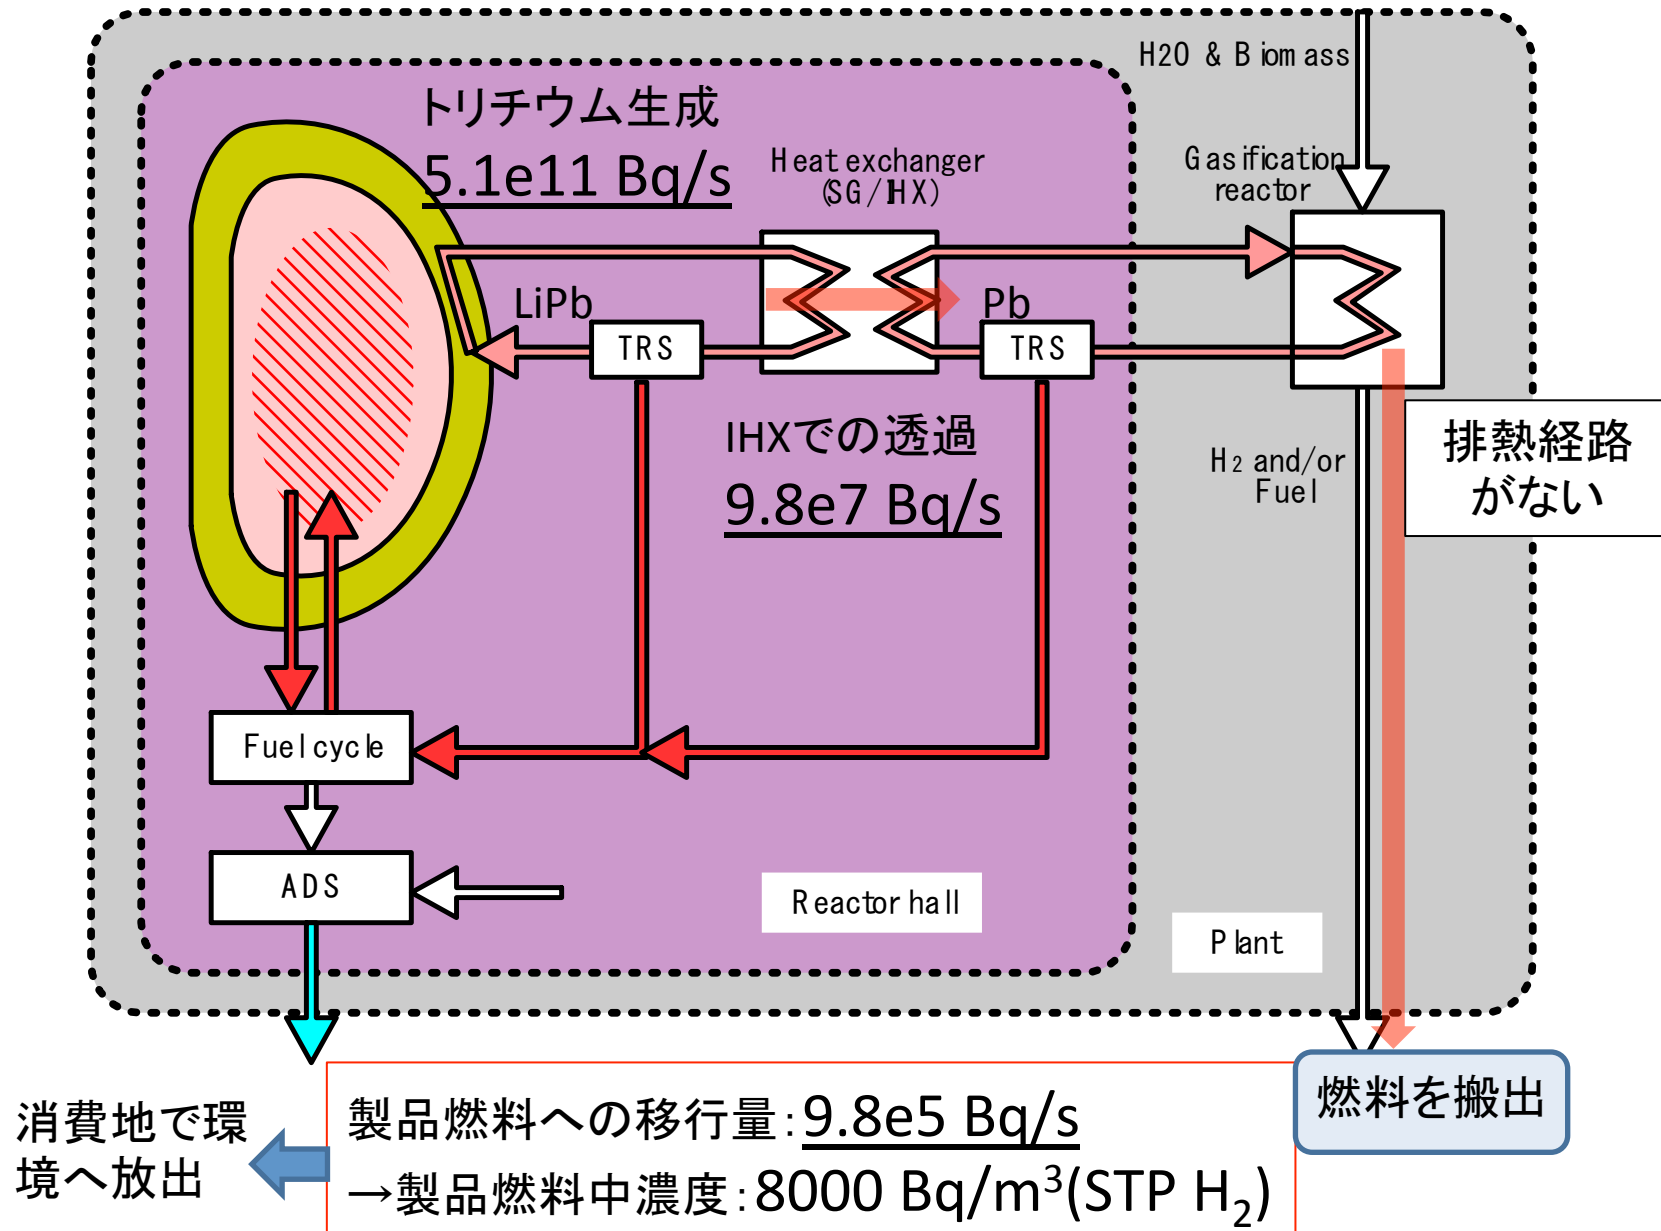 H2O & Biomass
トリチウム生成
5.1e11 Bq/s
Heat exchanger
(SG/IHX)
Gasification
reactor
LiPb
Pb
TRS
TRS
IHXでの透過
9.8e7 Bq/s
H2 and/or
Fuel
排熱経路
がない
Fuel cycle
ADS
Reactor hall
Plant
燃料を搬出
消費地で環
境へ放出
製品燃料への移行量:9.8e5 Bq/s
→製品燃料中濃度:8000 Bq/m³(STP H₂)